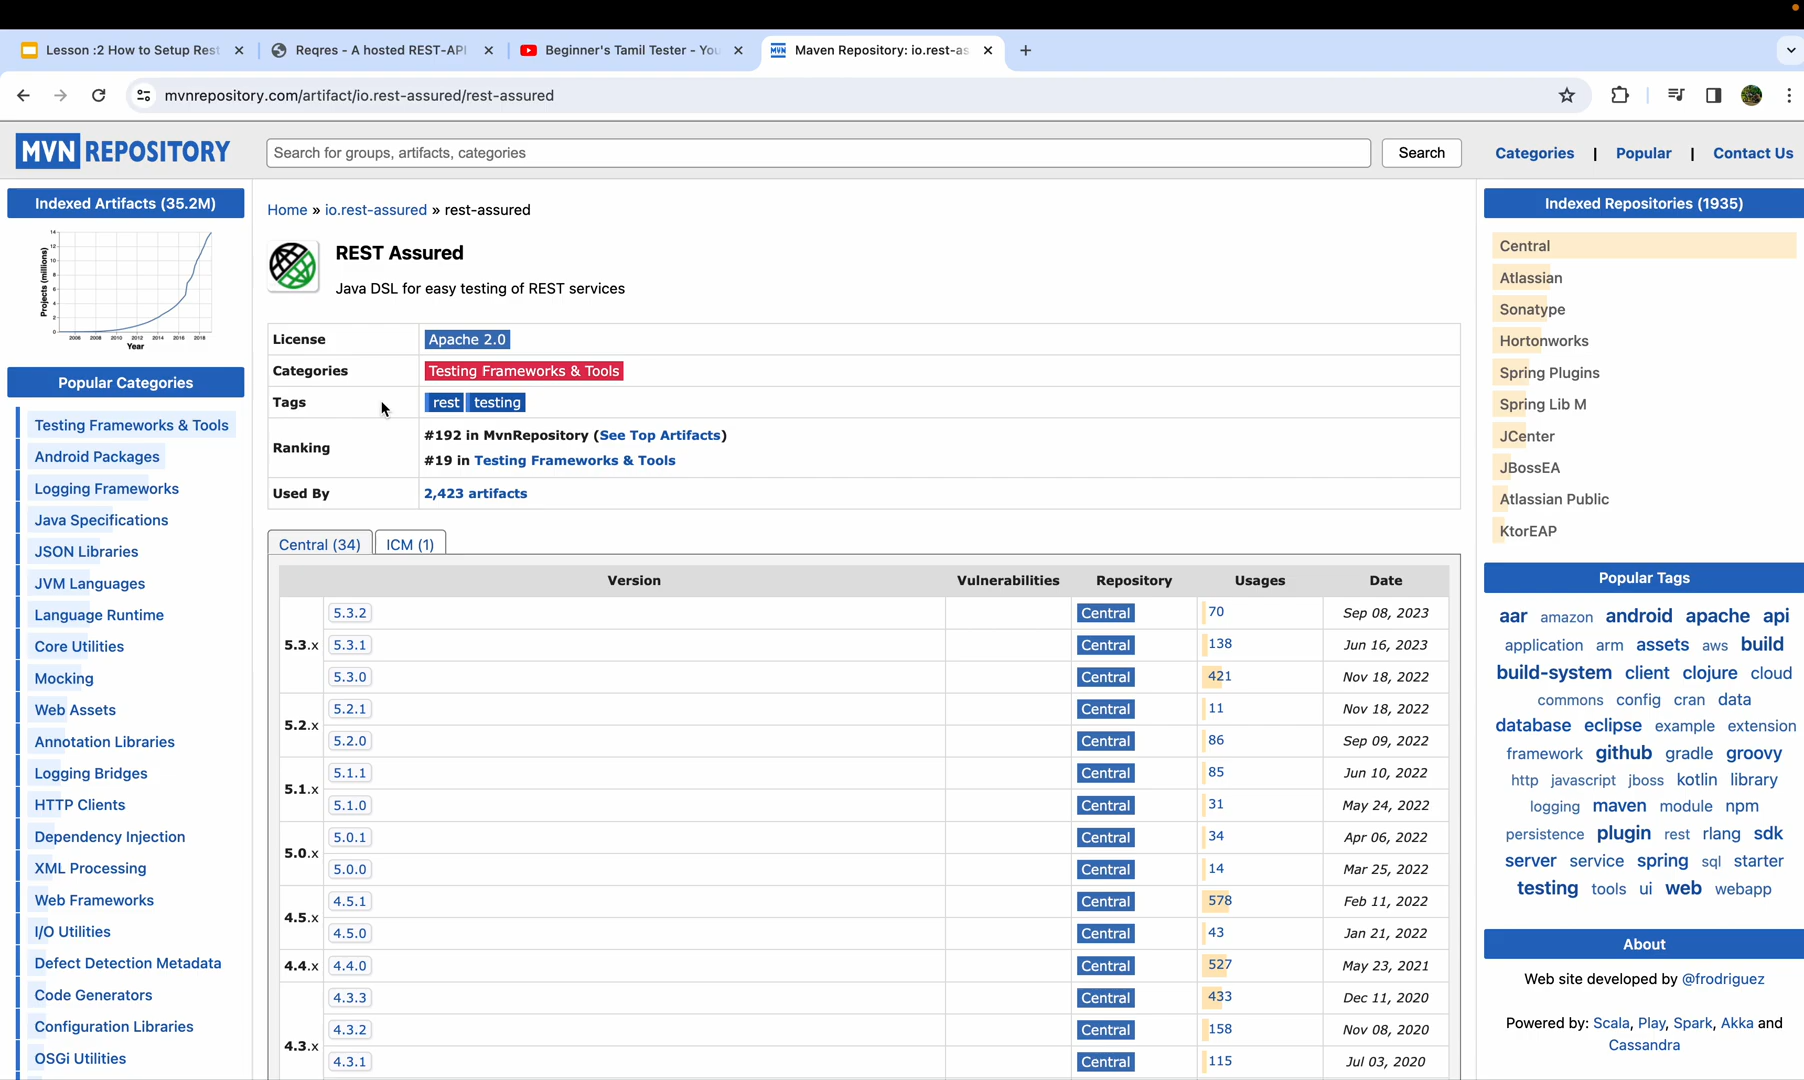 Lesson :2 How to Setup Rest
Reqres - A hosted REST-API
Beginner's Tamil Tester - You
MVN Maven Repository: io.rest-as
mvnrepository.com/artifact/io.rest-assured/rest-assured
MVN REPOSITORY
Search for groups, artifacts, categories
Search
Categories | Popular | Contact Us
Indexed Artifacts (35.2M)
Projects (millions)
Year
Popular Categories
Testing Frameworks & Tools
Android Packages
Logging Frameworks
Java Specifications
JSON Libraries
JVM Languages
Language Runtime
Core Utilities
Mocking
Web Assets
Annotation Libraries
Logging Bridges
HTTP Clients
Dependency Injection
XML Processing
Web Frameworks
I/O Utilities
Defect Detection Metadata
Code Generators
Configuration Libraries
OSGi Utilities
Home » io.rest-assured » rest-assured
REST Assured
Java DSL for easy testing of REST services
License Apache 2.0
Categories Testing Frameworks & Tools
Tags rest testing
Ranking #192 in MvnRepository (See Top Artifacts)
#19 in Testing Frameworks & Tools
Used By 2,423 artifacts
Central (34) ICM (1)
Version Vulnerabilities Repository Usages Date
5.3.2 Central 70 Sep 08, 2023
5.3.x 5.3.1 Central 138 Jun 16, 2023
5.3.0 Central 421 Nov 18, 2022
5.2.x 5.2.1 Central 11 Nov 18, 2022
5.2.0 Central 86 Sep 09, 2022
5.1.x 5.1.1 Central 85 Jun 10, 2022
5.1.0 Central 31 May 24, 2022
5.0.x 5.0.1 Central 34 Apr 06, 2022
5.0.0 Central 14 Mar 25, 2022
4.5.x 4.5.1 Central 578 Feb 11, 2022
4.5.0 Central 43 Jan 21, 2022
4.4.x 4.4.0 Central 527 May 23, 2021
4.3.3 Central 433 Dec 11, 2020
4.3.x 4.3.2 Central 158 Nov 08, 2020
4.3.1 Central 115 Jul 03, 2020
Indexed Repositories (1935)
Central
Atlassian
Sonatype
Hortonworks
Spring Plugins
Spring Lib M
JCenter
JBossEA
Atlassian Public
KtorEAP
Popular Tags
aar amazon android apache api
application arm assets aws build
build-system client clojure cloud
commons config cran data
database eclipse example extension
framework github gradle groovy
http javascript jboss kotlin library
logging maven module npm
persistence plugin rest rlang sdk
server service spring sql starter
testing tools ui web webapp
About
Web site developed by @frodriguez
Powered by: Scala, Play, Spark, Akka and
Cassandra